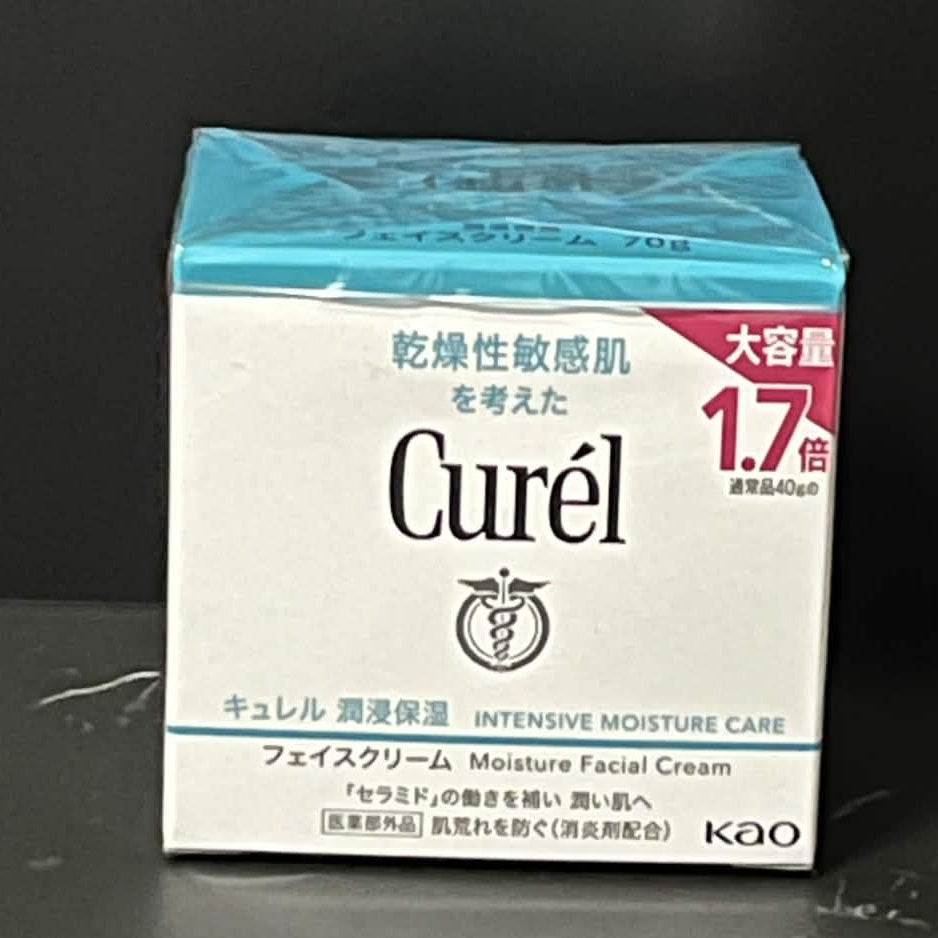 フェイスクリーム 70g
乾燥性敏感肌
を考えた
Curél
大容量
1.7倍
通常品40gの
キュレル 潤浸保湿 INTENSIVE MOISTURE CARE
フェイスクリーム Moisture Facial Cream
「セラミド」の働きを補い 潤い肌へ
医薬部外品 肌荒れを防ぐ(消炎剤配合)
Kao